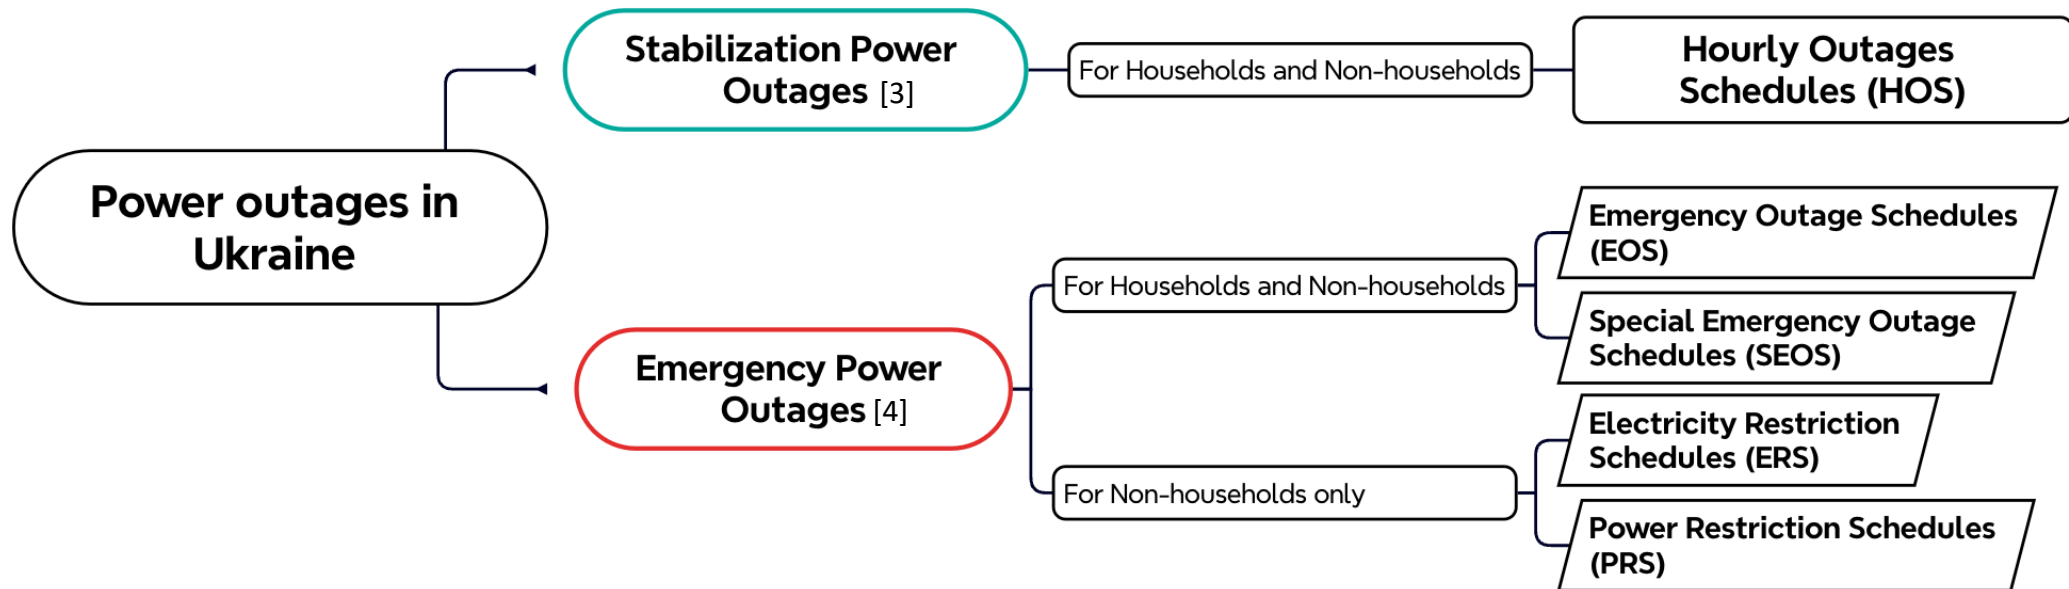 Power outages in
Ukraine
Stabilization Power
Outages [3]
For Households and Non-households
Hourly Outages
Schedules (HOS)
Emergency Power
Outages [4]
For Households and Non-households
Emergency Outage Schedules
(EOS)
Special Emergency Outage
Schedules (SEOS)
For Non-households only
Electricity Restriction
Schedules (ERS)
Power Restriction Schedules
(PRS)